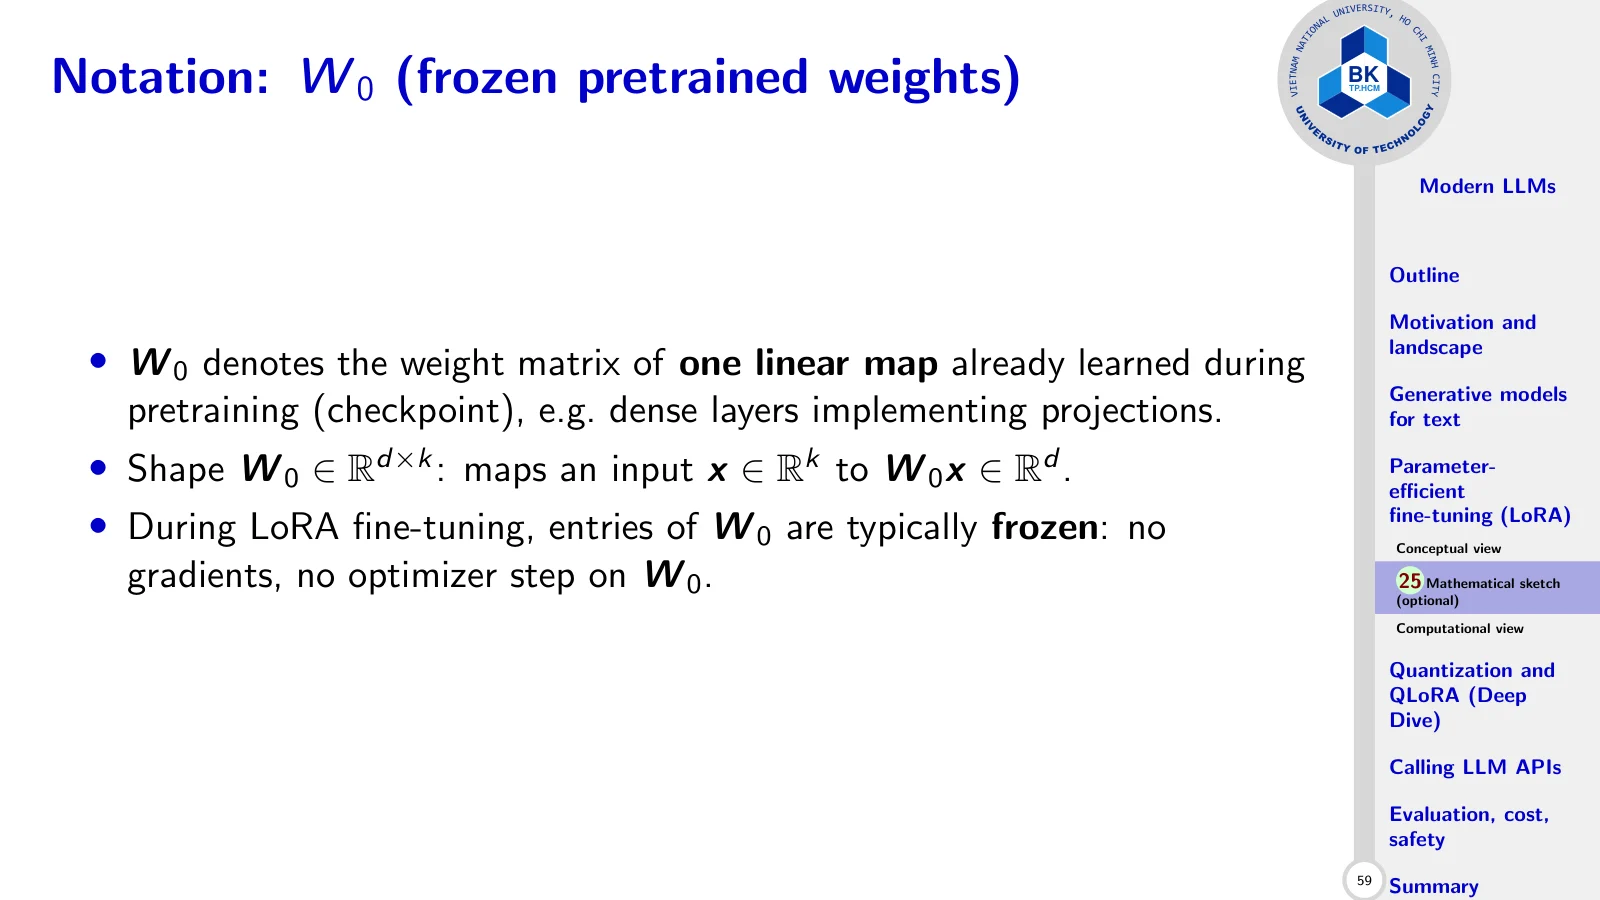 Notation: W₀ (frozen pretrained weights)
• W₀ denotes the weight matrix of one linear map already learned during
pretraining (checkpoint), e.g. dense layers implementing projections.
• Shape W₀ ∈ ℝᵈˣᵏ: maps an input x ∈ ℝᵏ to W₀x ∈ ℝᵈ.
• During LoRA fine-tuning, entries of W₀ are typically frozen: no
gradients, no optimizer step on W₀.
VIETNAM NATIONAL UNIVERSITY, HO CHI MINH CITY
BK
TP.HCM
UNIVERSITY OF TECHNOLOGY
Modern LLMs
Outline
Motivation and
landscape
Generative models
for text
Parameter-
efficient
fine-tuning (LoRA)
Conceptual view
25 Mathematical sketch
(optional)
Computational view
Quantization and
QLoRA (Deep
Dive)
Calling LLM APIs
Evaluation, cost,
safety
Summary
59